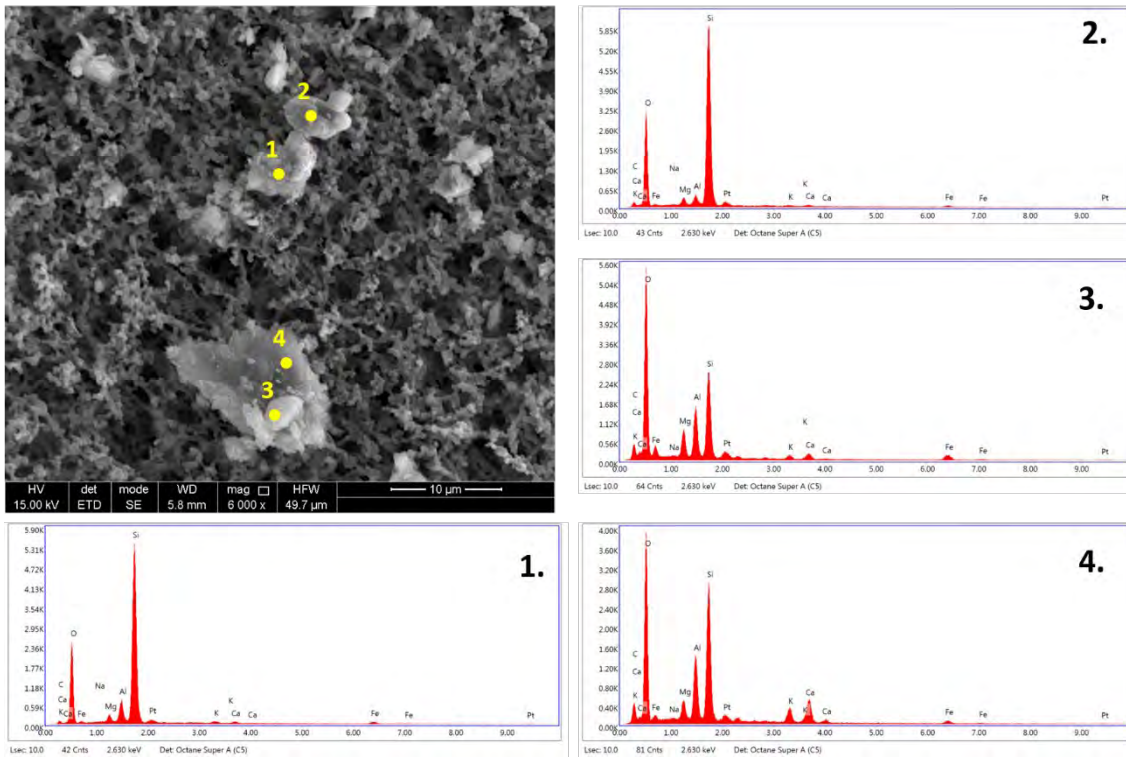 2
1
4
3
HV det mode WD mag □ HFW
15.00 kV ETD SE 5.8 mm 6 000 x 49.7 µm
10 µm
2.
5.85K
5.20K
4.55K
3.90K
3.25K
2.60K
1.95K
1.30K
0.65K
0.00K
Si
O
C
Ca
K Ca Fe
Na
Mg Al
Pt
K
K Ca Ca
Fe Fe
Pt
0.00 1.00 2.00 3.00 4.00 5.00 6.00 7.00 8.00 9.00
Lsec: 10.0 43 Cnts 2.630 keV Det: Octane Super A (C5)
3.
5.60K
5.04K
4.48K
3.92K
3.36K
2.80K
2.24K
1.68K
1.12K
0.56K
0.00K
O
Si
Al
Mg
C
Ca
K Ca Fe
Na
Pt
K
K Ca Ca
Fe Fe
Pt
0.00 1.00 2.00 3.00 4.00 5.00 6.00 7.00 8.00 9.00
Lsec: 10.0 64 Cnts 2.630 keV Det: Octane Super A (C5)
1.
5.90K
5.31K
4.72K
4.13K
3.54K
2.95K
2.36K
1.77K
1.18K
0.59K
0.00K
Si
O
C
Ca
K Ca Fe
Na
Mg
Al
Pt
K
K Ca Ca
Fe Fe
Pt
0.00 1.00 2.00 3.00 4.00 5.00 6.00 7.00 8.00 9.00
Lsec: 10.0 42 Cnts 2.630 keV Det: Octane Super A (C5)
4.
4.00K
3.60K
3.20K
2.80K
2.40K
2.00K
1.60K
1.20K
0.80K
0.40K
0.00K
O
Si
Al
Mg
C
Ca
K Ca Fe
Na
Pt
K
Ca
K Ca
Fe Fe
Pt
0.00 1.00 2.00 3.00 4.00 5.00 6.00 7.00 8.00 9.00
Lsec: 10.0 81 Cnts 2.630 keV Det: Octane Super A (C5)